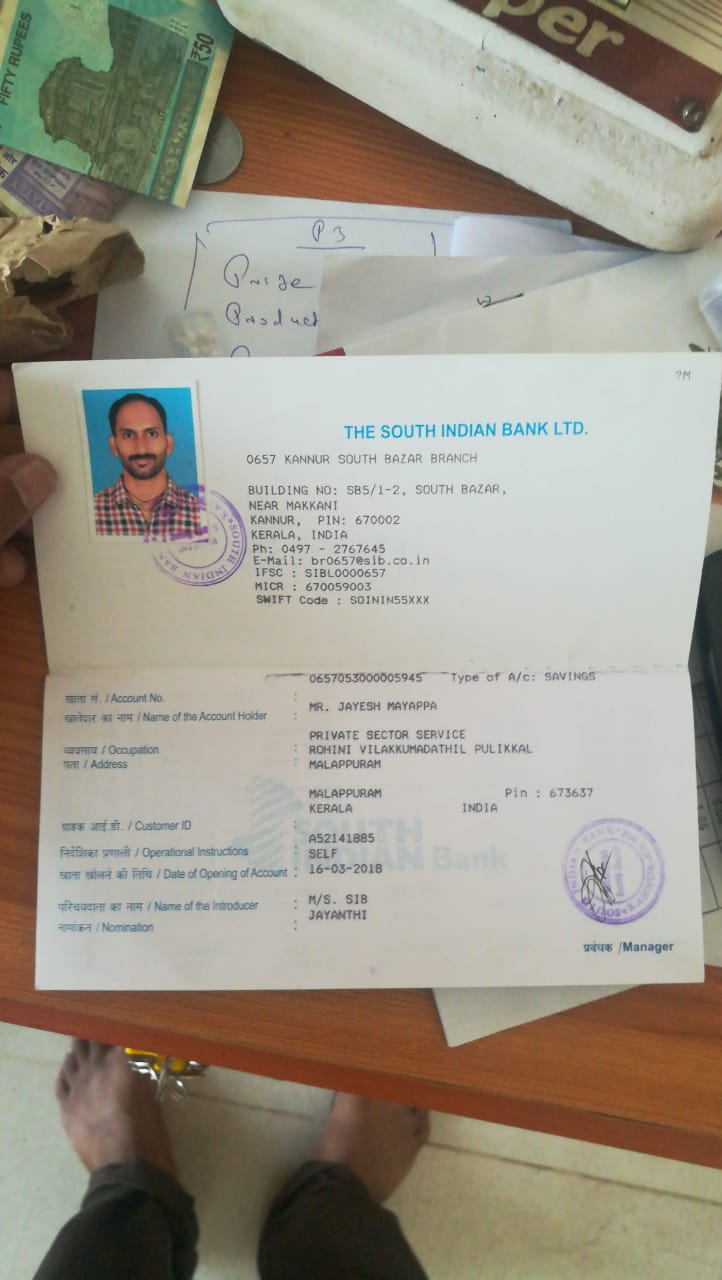 FIFTY RUPEES
₹50
per
P3
Prize
Product
?M
THE SOUTH INDIAN BANK LTD.
0657 KANNUR SOUTH BAZAR BRANCH
BUILDING NO: SB5/1-2, SOUTH BAZAR,
NEAR MAKKANI
KANNUR, PIN: 670002
KERALA, INDIA
Ph: 0497 - 2767645
E-Mail: br0657@sib.co.in
IFSC : SIBL0000657
MICR : 670059003
SWIFT Code : SOININ55XXX
SOUTH INDIAN BAN
0657053000005945 Type of A/c: SAVINGS
खाता सं. / Account No. :
खातेदार का नाम / Name of the Account Holder : MR. JAYESH MAYAPPA
PRIVATE SECTOR SERVICE
व्यवसाय / Occupation : ROHINI VILAKKUMADATHIL PULIKKAL
पता / Address : MALAPPURAM
MALAPPURAM Pin : 673637
KERALA INDIA
ग्राहक आई.डी. / Customer ID :
A52141885
निर्देशिका प्रणाली / Operational Instructions : SELF
खाता खोलने की तिथि / Date of Opening of Account : 16-03-2018
परिचयदाता का नाम / Name of the Introducer : M/S. SIB
JAYANTHI
नामांकन / Nomination :
SOUTH
INDIAN Bank
प्रबंधक /Manager